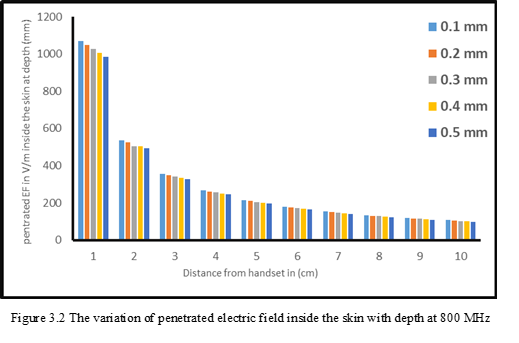 pentrated EF in V/m inside the skin at depth (mm)
1200
1000
800
600
400
200
0
0.1 mm
0.2 mm
0.3 mm
0.4 mm
0.5 mm
1 2 3 4 5 6 7 8 9 10
Distance from handset in (cm)
Figure 3.2 The variation of penetrated electric field inside the skin with depth at 800 MHz